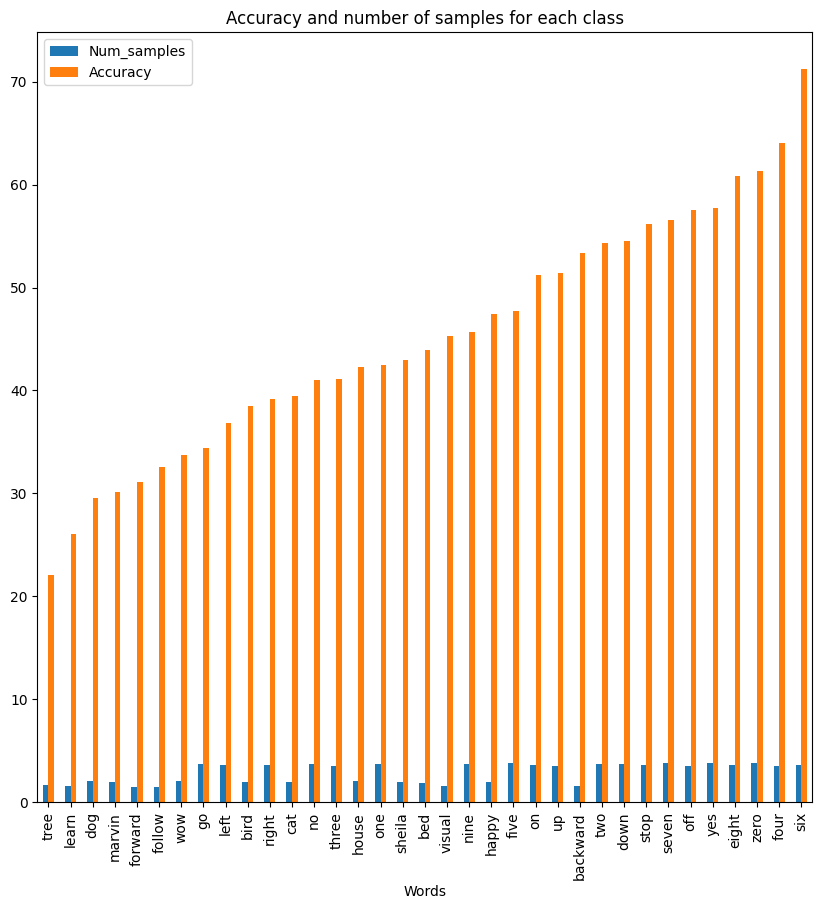 Accuracy and number of samples for each class
Num_samples
Accuracy
70
60
50
40
30
20
10
0
tree
learn
dog
marvin
forward
follow
wow
go
left
bird
right
cat
no
three
house
one
sheila
bed
visual
nine
happy
five
on
up
backward
two
down
stop
seven
off
yes
eight
zero
four
six
Words